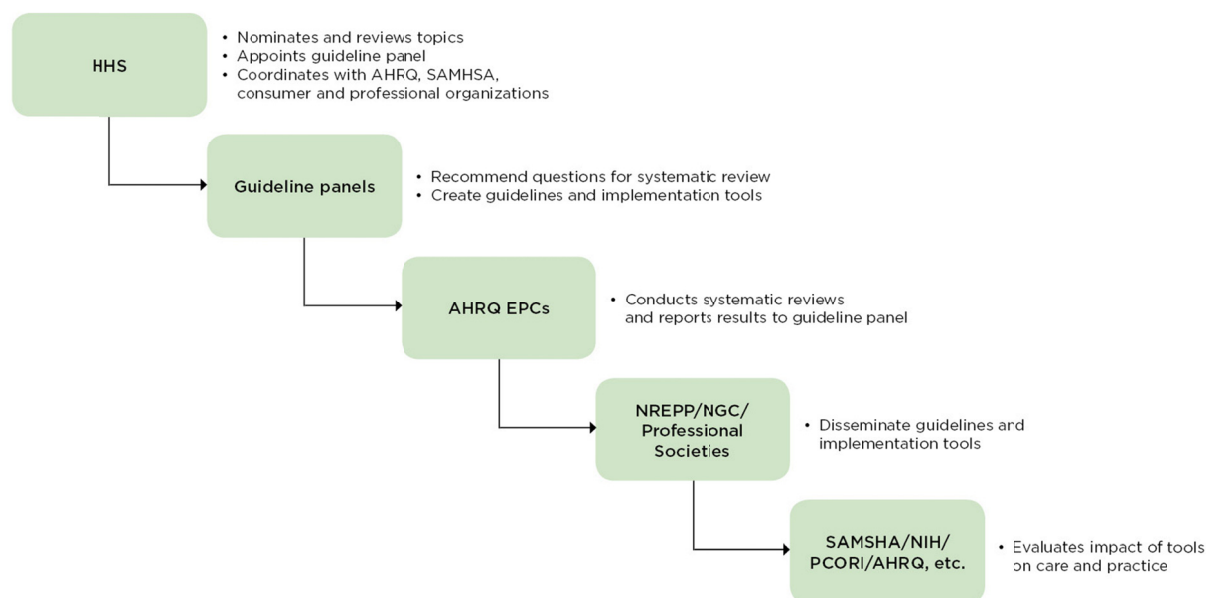 HHS
• Nominates and reviews topics
• Appoints guideline panel
• Coordinates with AHRQ, SAMHSA,
consumer and professional organizations
Guideline panels
• Recommend questions for systematic review
• Create guidelines and implementation tools
AHRQ EPCs
• Conducts systematic reviews
and reports results to guideline panel
NREPP/NGC/
Professional
Societies
• Disseminate guidelines and
implementation tools
SAMSHA/NIH/
PCORI/AHRQ, etc.
• Evaluates impact of tools
on care and practice